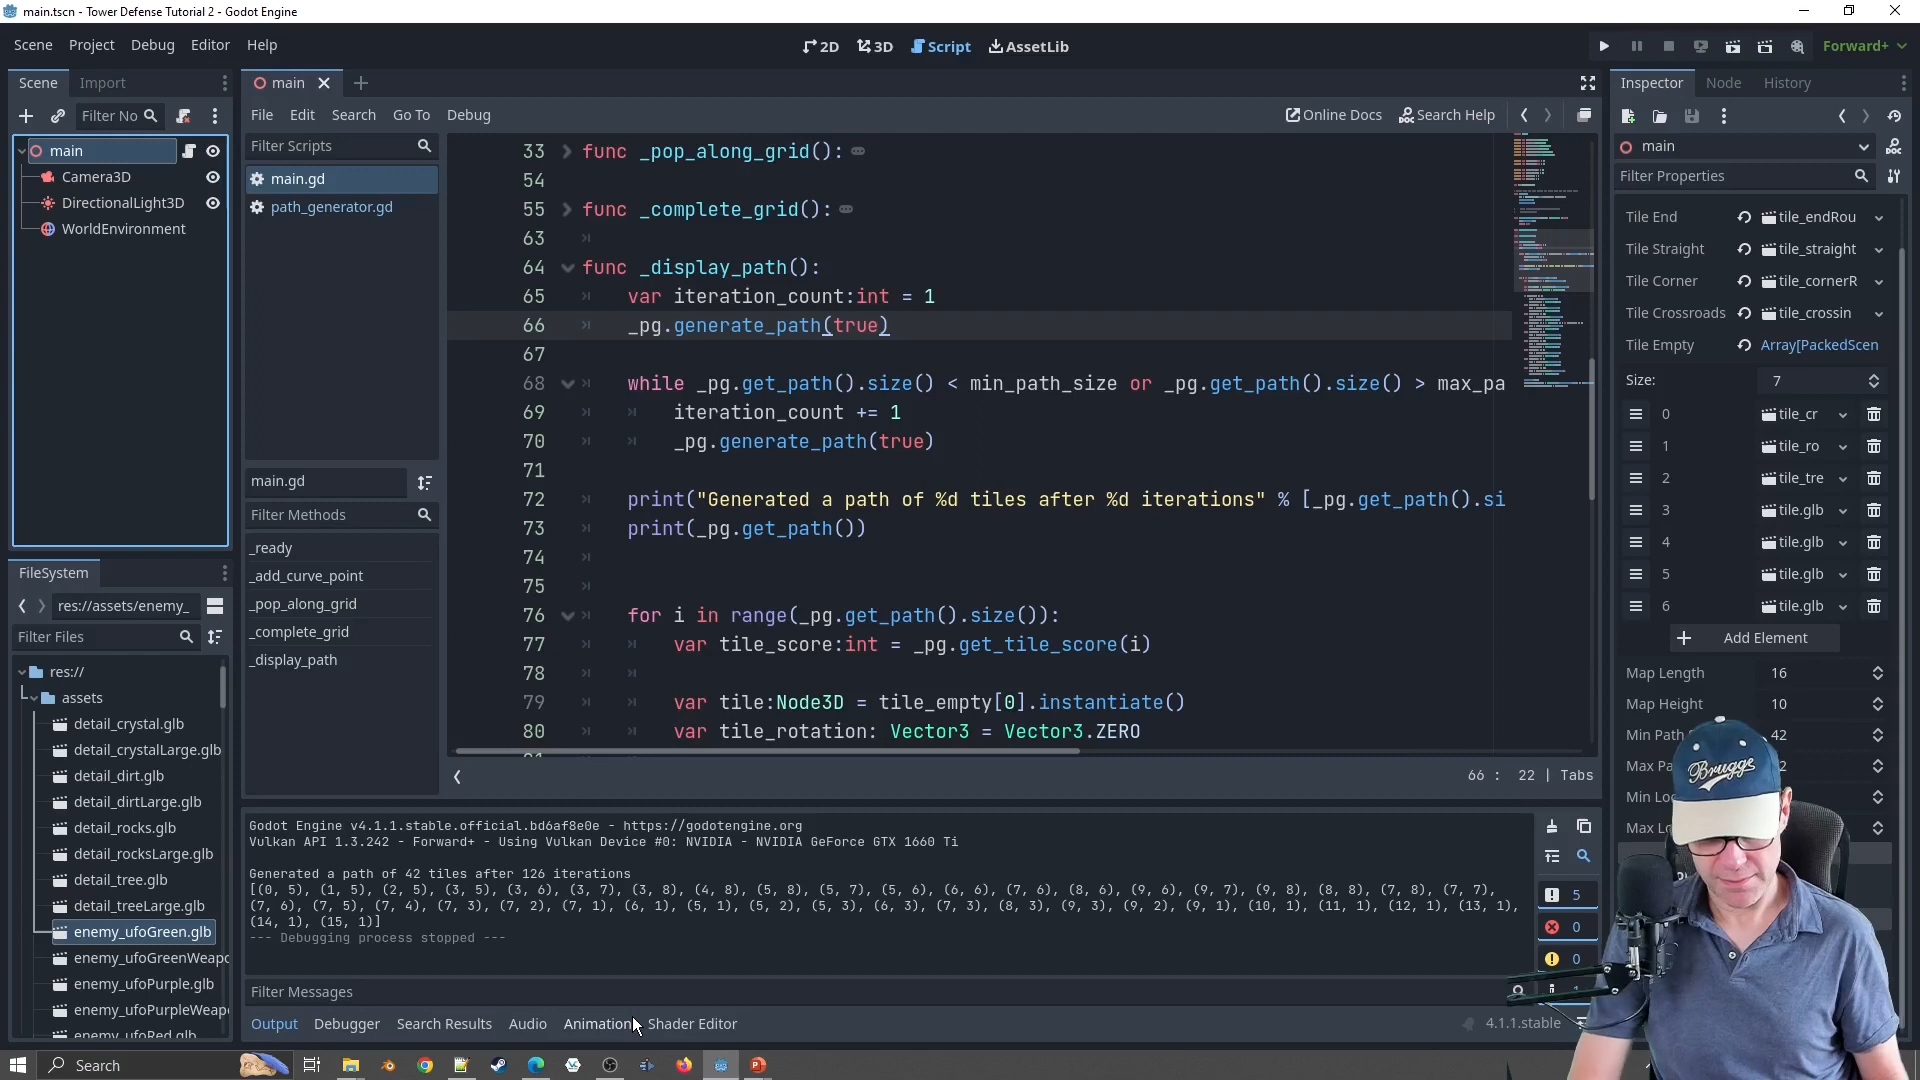 main.tscn - Tower Defense Tutorial 2 - Godot Engine
Scene Project Debug Editor Help
2D 3D Script AssetLib
Forward+
Scene Import
Filter No
main
Camera3D
DirectionalLight3D
WorldEnvironment
FileSystem
res://assets/enemy_
Filter Files
res://
assets
detail_crystal.glb
detail_crystalLarge.glb
detail_dirt.glb
detail_dirtLarge.glb
detail_rocks.glb
detail_rocksLarge.glb
detail_tree.glb
detail_treeLarge.glb
enemy_ufoGreen.glb
enemy_ufoGreenWeapo
enemy_ufoPurple.glb
enemy_ufoPurpleWeap
enemy_ufoRed.glb
main
File Edit Search Go To Debug
Online Docs Search Help
Filter Scripts
main.gd
path_generator.gd
main.gd
Filter Methods
_ready
_add_curve_point
_pop_along_grid
_complete_grid
_display_path
33 func _pop_along_grid():
54
55 func _complete_grid():
63
64 func _display_path():
65 var iteration_count:int = 1
66 _pg.generate_path(true)
67
68 while _pg.get_path().size() < min_path_size or _pg.get_path().size() > max_pa
69 iteration_count += 1
70 _pg.generate_path(true)
71
72 print("Generated a path of %d tiles after %d iterations" % [_pg.get_path().si
73 print(_pg.get_path())
74
75
76 for i in range(_pg.get_path().size()):
77 var tile_score:int = _pg.get_tile_score(i)
78
79 var tile:Node3D = tile_empty[0].instantiate()
80 var tile_rotation: Vector3 = Vector3.ZERO
66 : 22 | Tabs
Godot Engine v4.1.1.stable.official.bd6af8e0e - https://godotengine.org
Vulkan API 1.3.242 - Forward+ - Using Vulkan Device #0: NVIDIA - NVIDIA GeForce GTX 1660 Ti
Generated a path of 42 tiles after 126 iterations
[(0, 5), (1, 5), (2, 5), (3, 5), (3, 6), (3, 7), (3, 8), (4, 8), (5, 8), (5, 7), (5, 6), (6, 6), (7, 6), (8, 6), (9, 6), (9, 7), (9, 8), (8, 8), (7, 8), (7, 7),
(7, 6), (7, 5), (7, 4), (7, 3), (7, 2), (7, 1), (6, 1), (5, 1), (5, 2), (5, 3), (6, 3), (7, 3), (8, 3), (9, 3), (9, 2), (9, 1), (10, 1), (11, 1), (12, 1), (13, 1),
(14, 1), (15, 1)]
--- Debugging process stopped ---
5
0
0
Filter Messages
Output Debugger Search Results Audio Animation Shader Editor
4.1.1.stable
Inspector Node History
main
Filter Properties
Tile End tile_endRou
Tile Straight tile_straight
Tile Corner tile_cornerR
Tile Crossroads tile_crossin
Tile Empty Array[PackedScen
Size: 7
0 tile_cr
1 tile_ro
2 tile_tre
3 tile.glb
4 tile.glb
5 tile.glb
6 tile.glb
Add Element
Map Length 16
Map Height 10
Min Path 42
Max Pa 2
Min Lo
Max L
Brugge
Search